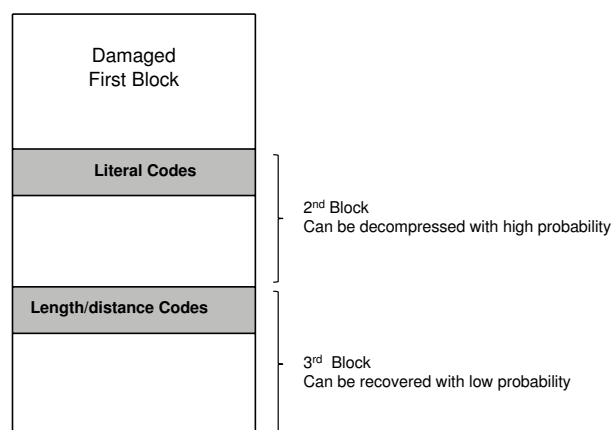 Damaged
First Block
Literal Codes
2nd Block
Can be decompressed with high probability
Length/distance Codes
3rd Block
Can be recovered with low probability